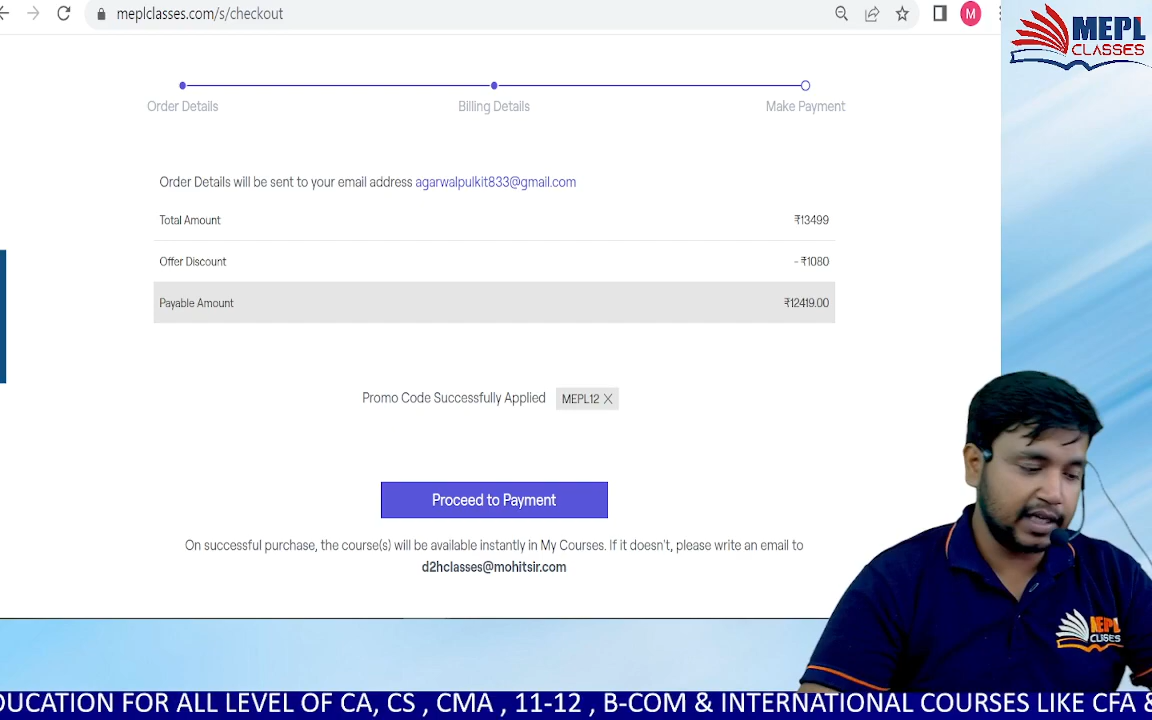 meplclasses.com/s/checkout
M
MEPL
CLASSES
Order Details
Billing Details
Make Payment
Order Details will be sent to your email address agarwalpulkit833@gmail.com
Total Amount ₹13499
Offer Discount - ₹1080
Payable Amount ₹12419.00
Promo Code Successfully Applied MEPL12 X
Proceed to Payment
On successful purchase, the course(s) will be available instantly in My Courses. If it doesn't, please write an email to
d2hclasses@mohitsir.com
MEPL
CLASSES
DUCATION FOR ALL LEVEL OF CA, CS , CMA , 11-12 , B-COM & INTERNATIONAL COURSES LIKE CFA &